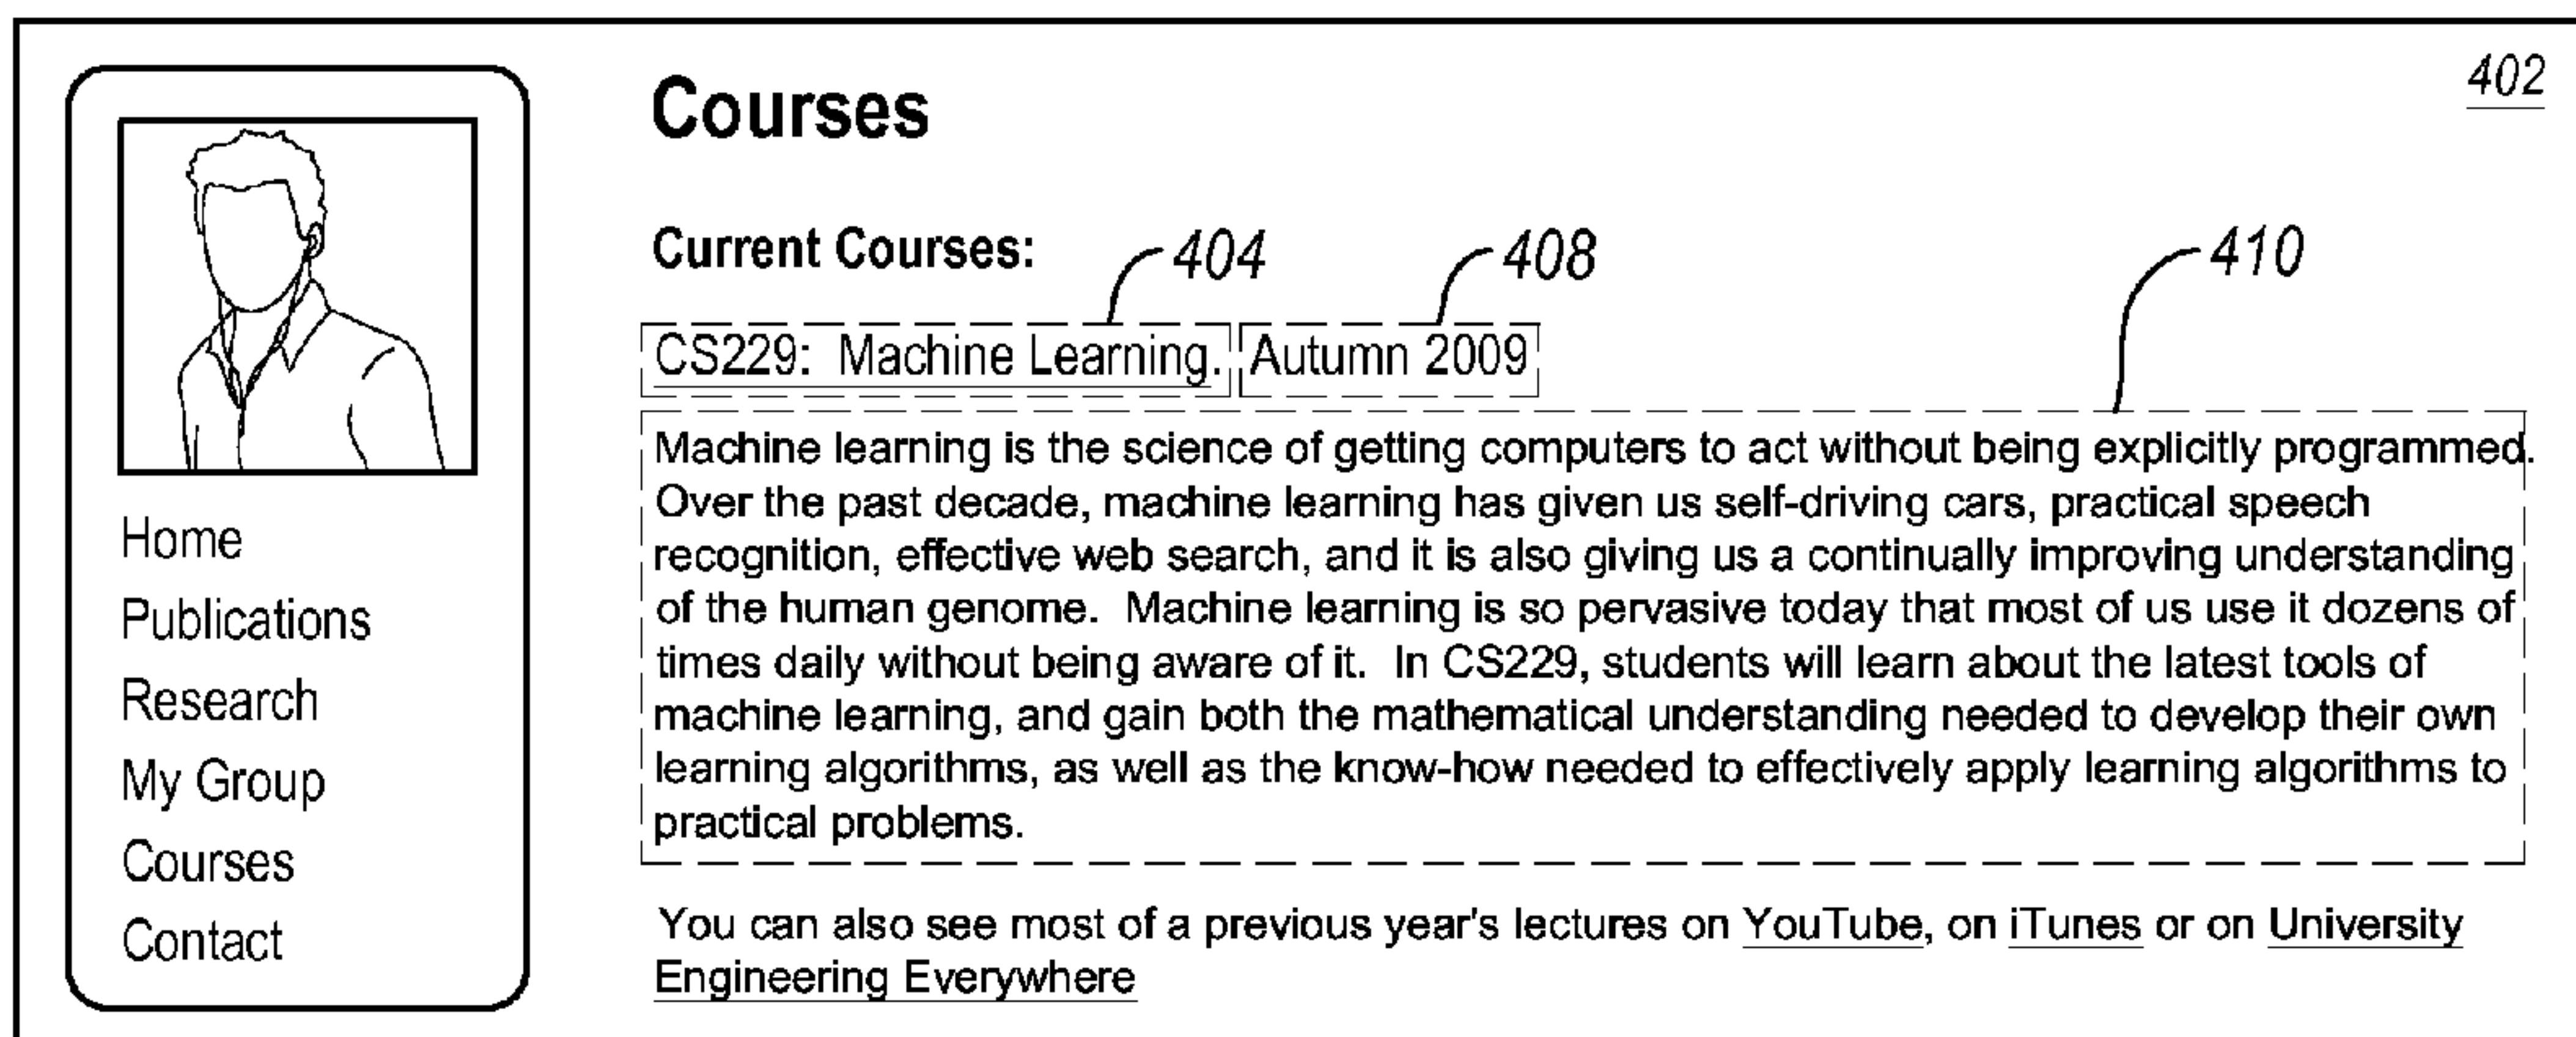 402
Courses
Current Courses:
404
408
410
CS229: Machine Learning. Autumn 2009
Machine learning is the science of getting computers to act without being explicitly programmed.
Over the past decade, machine learning has given us self-driving cars, practical speech
recognition, effective web search, and it is also giving us a continually improving understanding
of the human genome. Machine learning is so pervasive today that most of us use it dozens of
times daily without being aware of it. In CS229, students will learn about the latest tools of
machine learning, and gain both the mathematical understanding needed to develop their own
learning algorithms, as well as the know-how needed to effectively apply learning algorithms to
practical problems.
You can also see most of a previous year's lectures on YouTube, on iTunes or on University
Engineering Everywhere
Home
Publications
Research
My Group
Courses
Contact